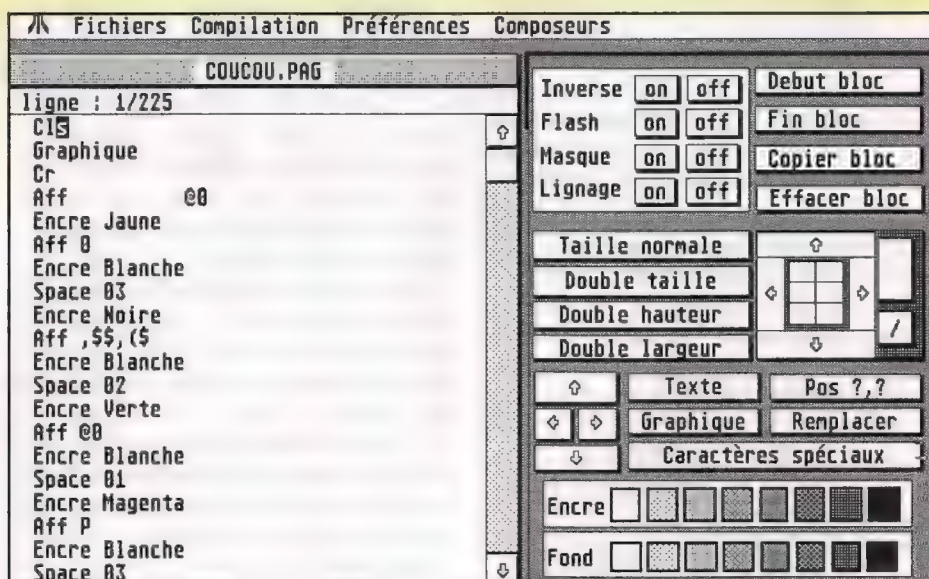 Fichiers Compilation Préférences Composeurs
COUCOU.PAG
ligne : 1/225
Cls
Graphique
Cr
Aff @0
Encre Jaune
Aff 0
Encre Blanche
Space 03
Encre Noire
Aff ,$$,($
Encre Blanche
Space 02
Encre Verte
Aff @0
Encre Blanche
Space 01
Encre Magenta
Aff P
Encre Blanche
Space 03
Inverse on off
Flash on off
Masque on off
Lignage on off
Debut bloc
Fin bloc
Copier bloc
Effacer bloc
Taille normale
Double taille
Double hauteur
Double largeur
/
Texte Pos ?,?
Graphique Remplacer
Caractères spéciaux
Encre
Fond